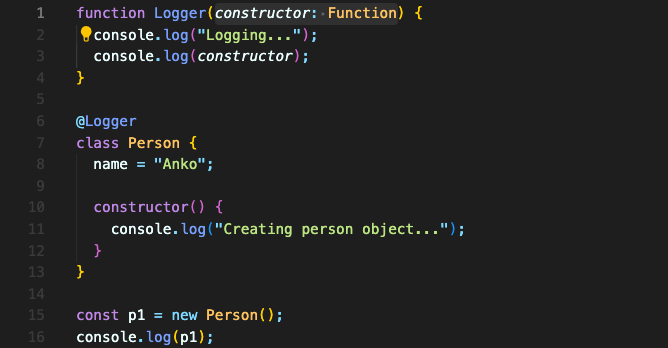 1 function Logger(constructor: Function) {
2 console.log("Logging...");
3 console.log(constructor);
4 }
5
6 @Logger
7 class Person {
8 name = "Anko";
9
10 constructor() {
11 console.log("Creating person object...");
12 }
13 }
14
15 const p1 = new Person();
16 console.log(p1);